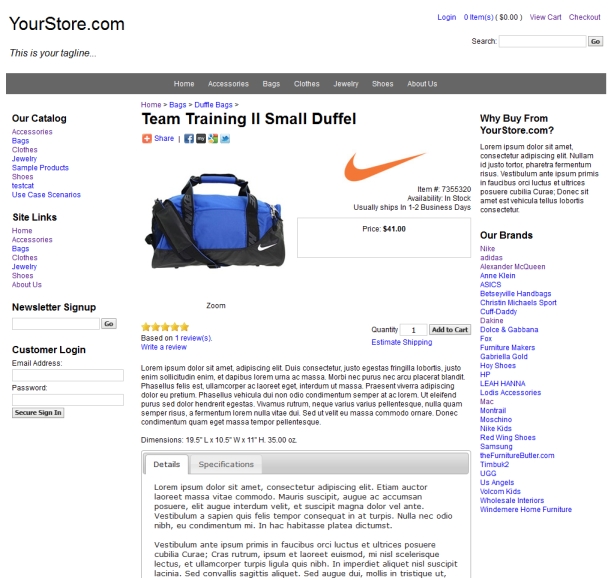 YourStore.com
This is your tagline...
Login 0 Item(s) ( $0.00 ) View Cart Checkout
Search: Go
Home Accessories Bags Clothes Jewelry Shoes About Us
Our Catalog
Accessories
Bags
Clothes
Jewelry
Sample Products
Shoes
testcat
Use Case Scenarios
Site Links
Home
Accessories
Bags
Clothes
Jewelry
Shoes
About Us
Newsletter Signup
Go
Customer Login
Email Address:
Password:
Secure Sign In
Home > Bags > Duffle Bags >
Team Training II Small Duffel
Share |
my
Item #: 7355320
Availability: In Stock
Usually ships In 1-2 Business Days
Price: $41.00
Zoom
Based on 1 review(s).
Write a review
Quantity 1 Add to Cart
Estimate Shipping
Lorem ipsum dolor sit amet, adipiscing elit. Duis consectetur, justo egestas fringilla lobortis, justo
enim sollicitudin enim, et dapibus lorem urna ac massa. Morbi nec purus nec arcu placerat blandit.
Phasellus felis est, ullamcorper ac laoreet eget, interdum ut massa. Praesent viverra adipiscing
dolor eu pretium. Phasellus vehicula dui non odio condimentum semper at ac lorem. Ut eleifend
purus sed dolor hendrerit egestas. Vivamus rutrum, neque varius varius pellentesque, nulla quam
semper risus, a fermentum lorem nulla vitae dui. Sed ut velit eu massa commodo ornare. Donec
condimentum quam eget massa tempor pellentesque.
Dimensions: 19.5" L x 10.5" W x 11" H. 35.00 oz.
Details Specifications
Lorem ipsum dolor sit amet, consectetur adipiscing elit. Etiam auctor
laoreet massa vitae commodo. Mauris suscipit, augue ac accumsan
posuere, elit augue interdum velit, et suscipit magna dolor vel ante.
Vestibulum a sapien quis felis tempor consequat in at turpis. Nulla nec odio
nibh, eu condimentum mi. In hac habitasse platea dictumst.
Vestibulum ante ipsum primis in faucibus orci luctus et ultrices posuere
cubilia Curae; Cras rutrum, ipsum et laoreet euismod, mi nisl scelerisque
lectus, et ullamcorper turpis ligula quis nibh. In imperdiet aliquet nisl suscipit
lacinia. Sed convallis sagittis aliquet. Sed augue dui, mollis in tristique ut,
Why Buy From
YourStore.com?
Lorem ipsum dolor sit amet,
consectetur adipiscing elit. Nullam
id justo tortor, pharetra fermentum
risus. Vestibulum ante ipsum primis
in faucibus orci luctus et ultrices
posuere cubilia Curae; Donec sit
amet est vehicula tellus lobortis
consectetur.
Our Brands
Nike
adidas
Alexander McQueen
Anne Klein
ASICS
Betseyville Handbags
Christin Michaels Sport
Cuff-Daddy
Dakine
Dolce & Gabbana
Fox
Furniture Makers
Gabriella Gold
Hoy Shoes
HP
LEAH HANNA
Lodis Accessories
Mac
Montrail
Moschino
Nike Kids
Red Wing Shoes
Samsung
theFurnitureButler.com
Timbuk2
UGG
Us Angels
Volcom Kids
Wholesale Interiors
Windemere Home Furniture